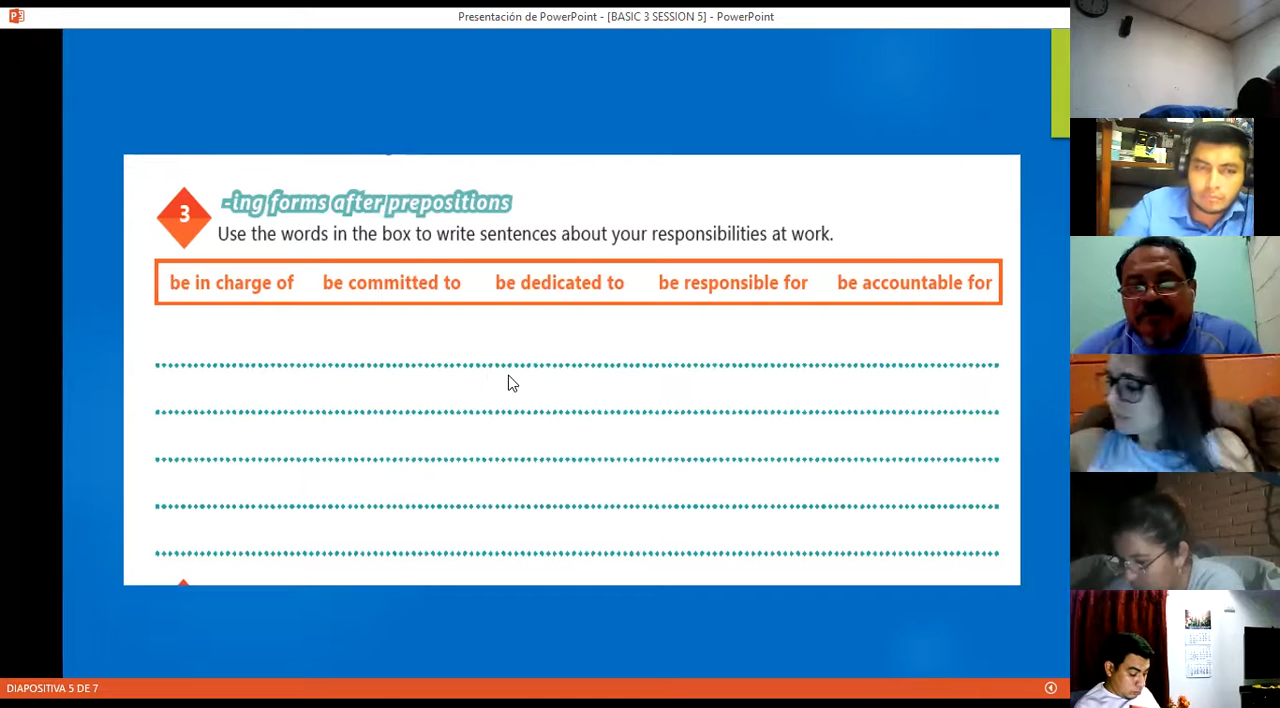 Presentación de PowerPoint - [BASIC 3 SESSION 5] - PowerPoint
3
-ing forms after prepositions
Use the words in the box to write sentences about your responsibilities at work.
be in charge of be committed to be dedicated to be responsible for be accountable for
DIAPOSITIVA 5 DE 7